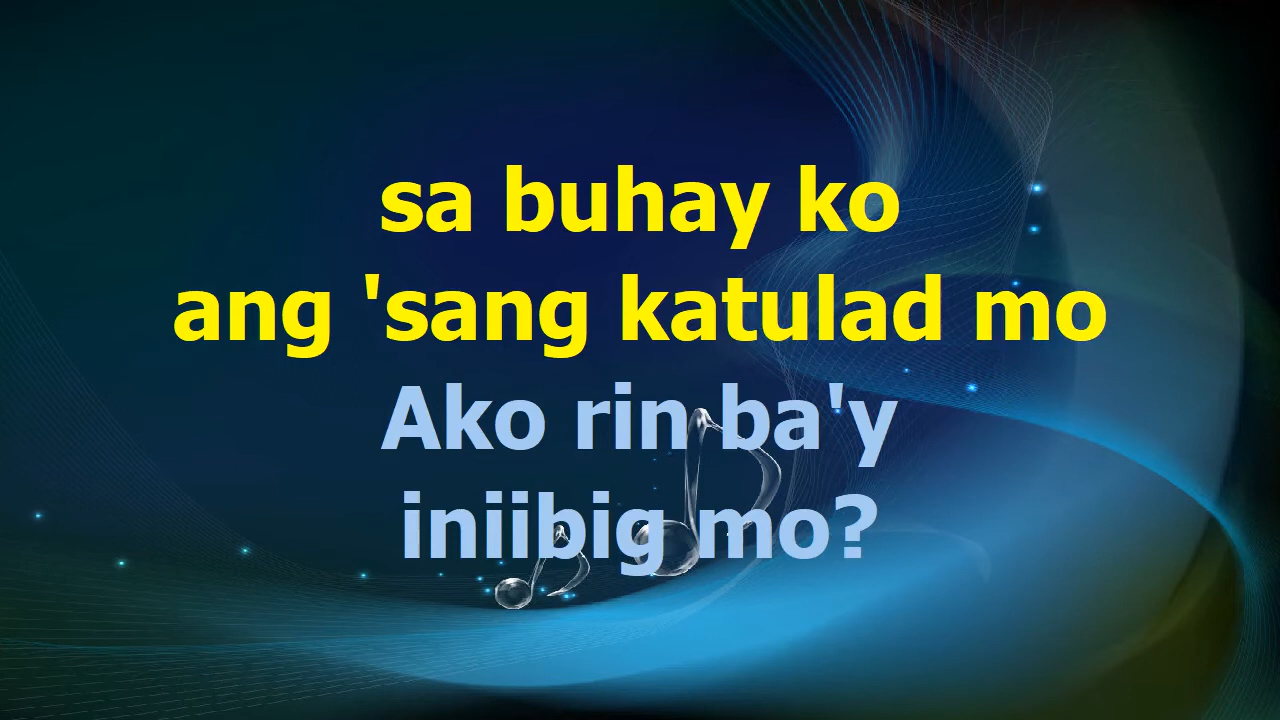 sa buhay ko
ang 'sang katulad mo
Ako rin ba'y
iniibig mo?